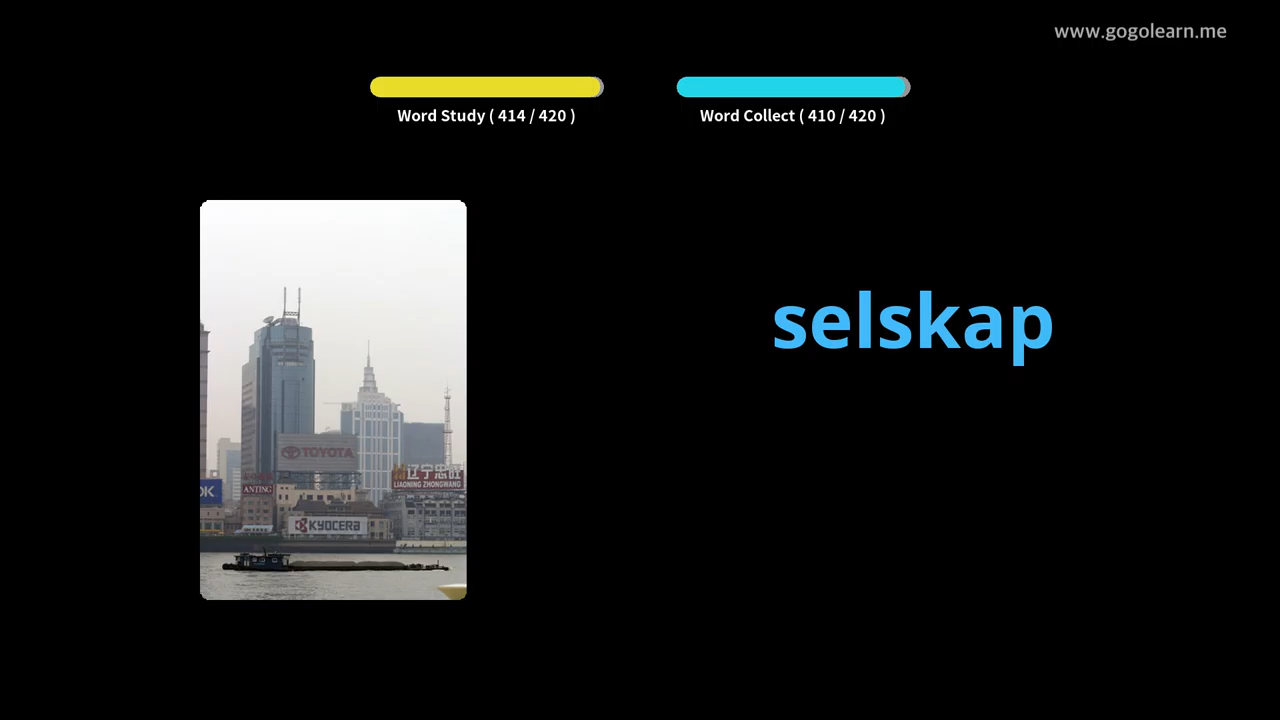 www.gogolearn.me
Word Study ( 414 / 420 )
Word Collect ( 410 / 420 )
selskap
TOYOTA
辽宁忠旺
LIAONING ZHONGWANG
OK
ANTING
KYOCERA